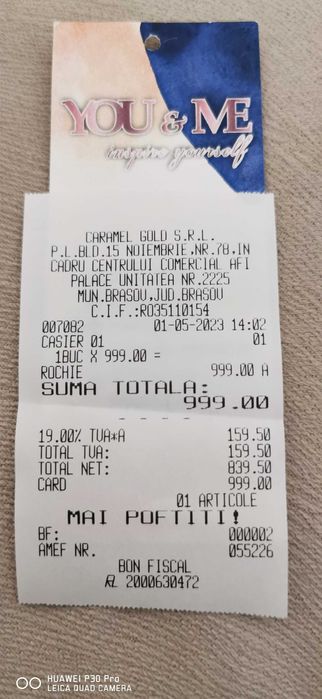 YOU & ME
inspire yourself
CARAMEL GOLD S.R.L.
P.L.BLD.15 NOIEMBRIE,NR.78,IN
CADRU CENTRULUI COMERCIAL AFI
PALACE UNITATEA NR.2225
MUN.BRASOV,JUD.BRASOV
C.I.F.:RO35110154
007082 01-05-2023 14:02
CASIER 01 01
1BUC X 999.00 =
ROCHIE 999.00 A
SUMA TOTALA:
999.00
- - - -
19.00% TVA*A 159.50
TOTAL TVA: 159.50
TOTAL NET: 839.50
CARD 999.00
01 ARTICOLE
MAI POFTITI!
BF: 000002
AMEF NR. 055226
BON FISCAL
RL 2000630472
HUAWEI P30 Pro
LEICA QUAD CAMERA